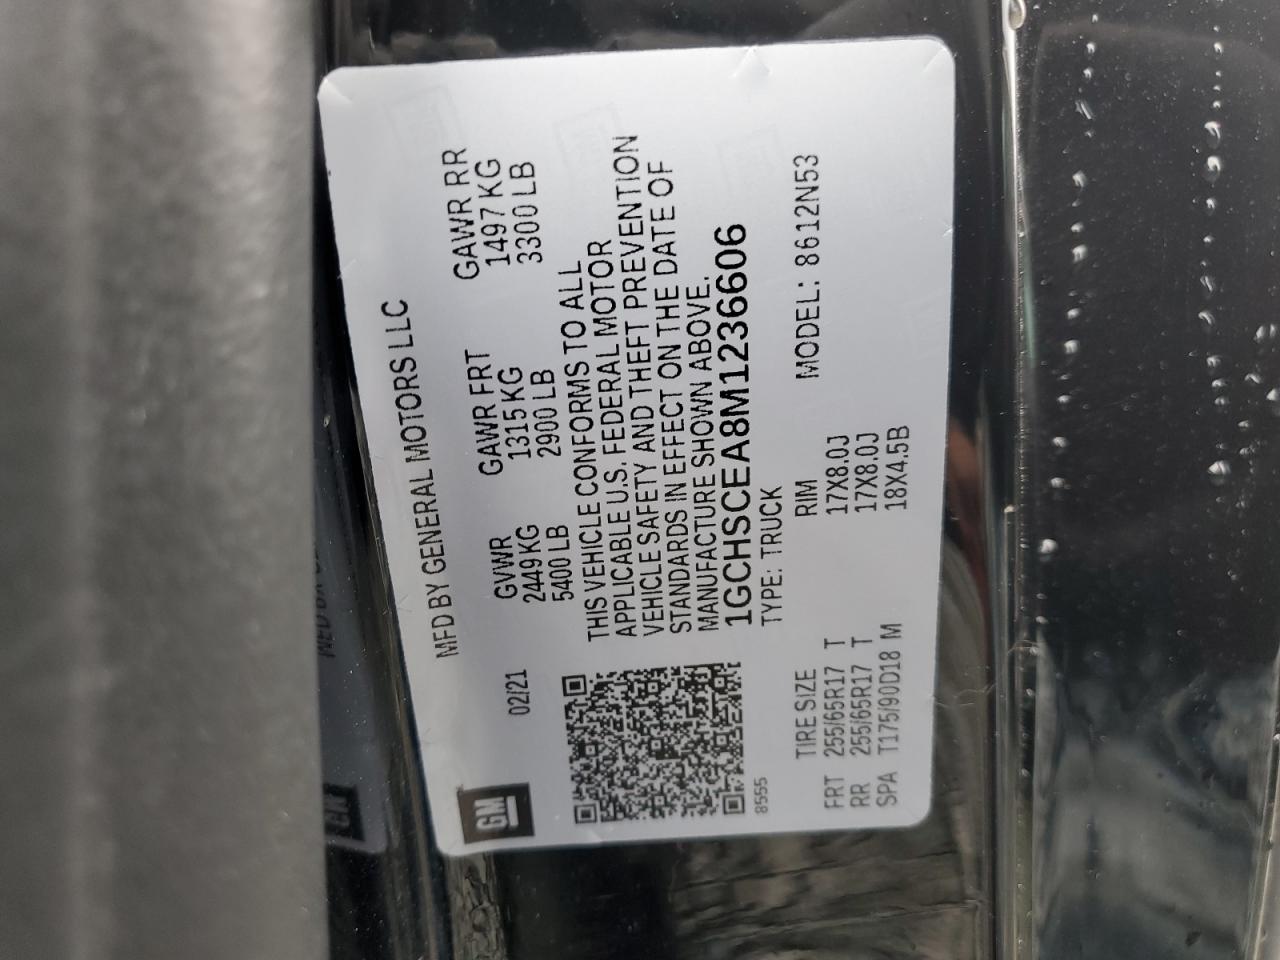 MFD BY GENERAL MOTORS LLC
GM
02/21
GVWR GAWR FRT GAWR RR
2449 KG 1315 KG 1497 KG
5400 LB 2900 LB 3300 LB
THIS VEHICLE CONFORMS TO ALL
APPLICABLE U.S. FEDERAL MOTOR
VEHICLE SAFETY AND THEFT PREVENTION
STANDARDS IN EFFECT ON THE DATE OF
MANUFACTURE SHOWN ABOVE.
1GCHSCEA8M1236606
8555
TYPE: TRUCK
TIRE SIZE RIM MODEL: 8612N53
FRT 255/65R17 T 17X8.0J
RR 255/65R17 T 17X8.0J
SPA T175/90D18 M 18X4.5B